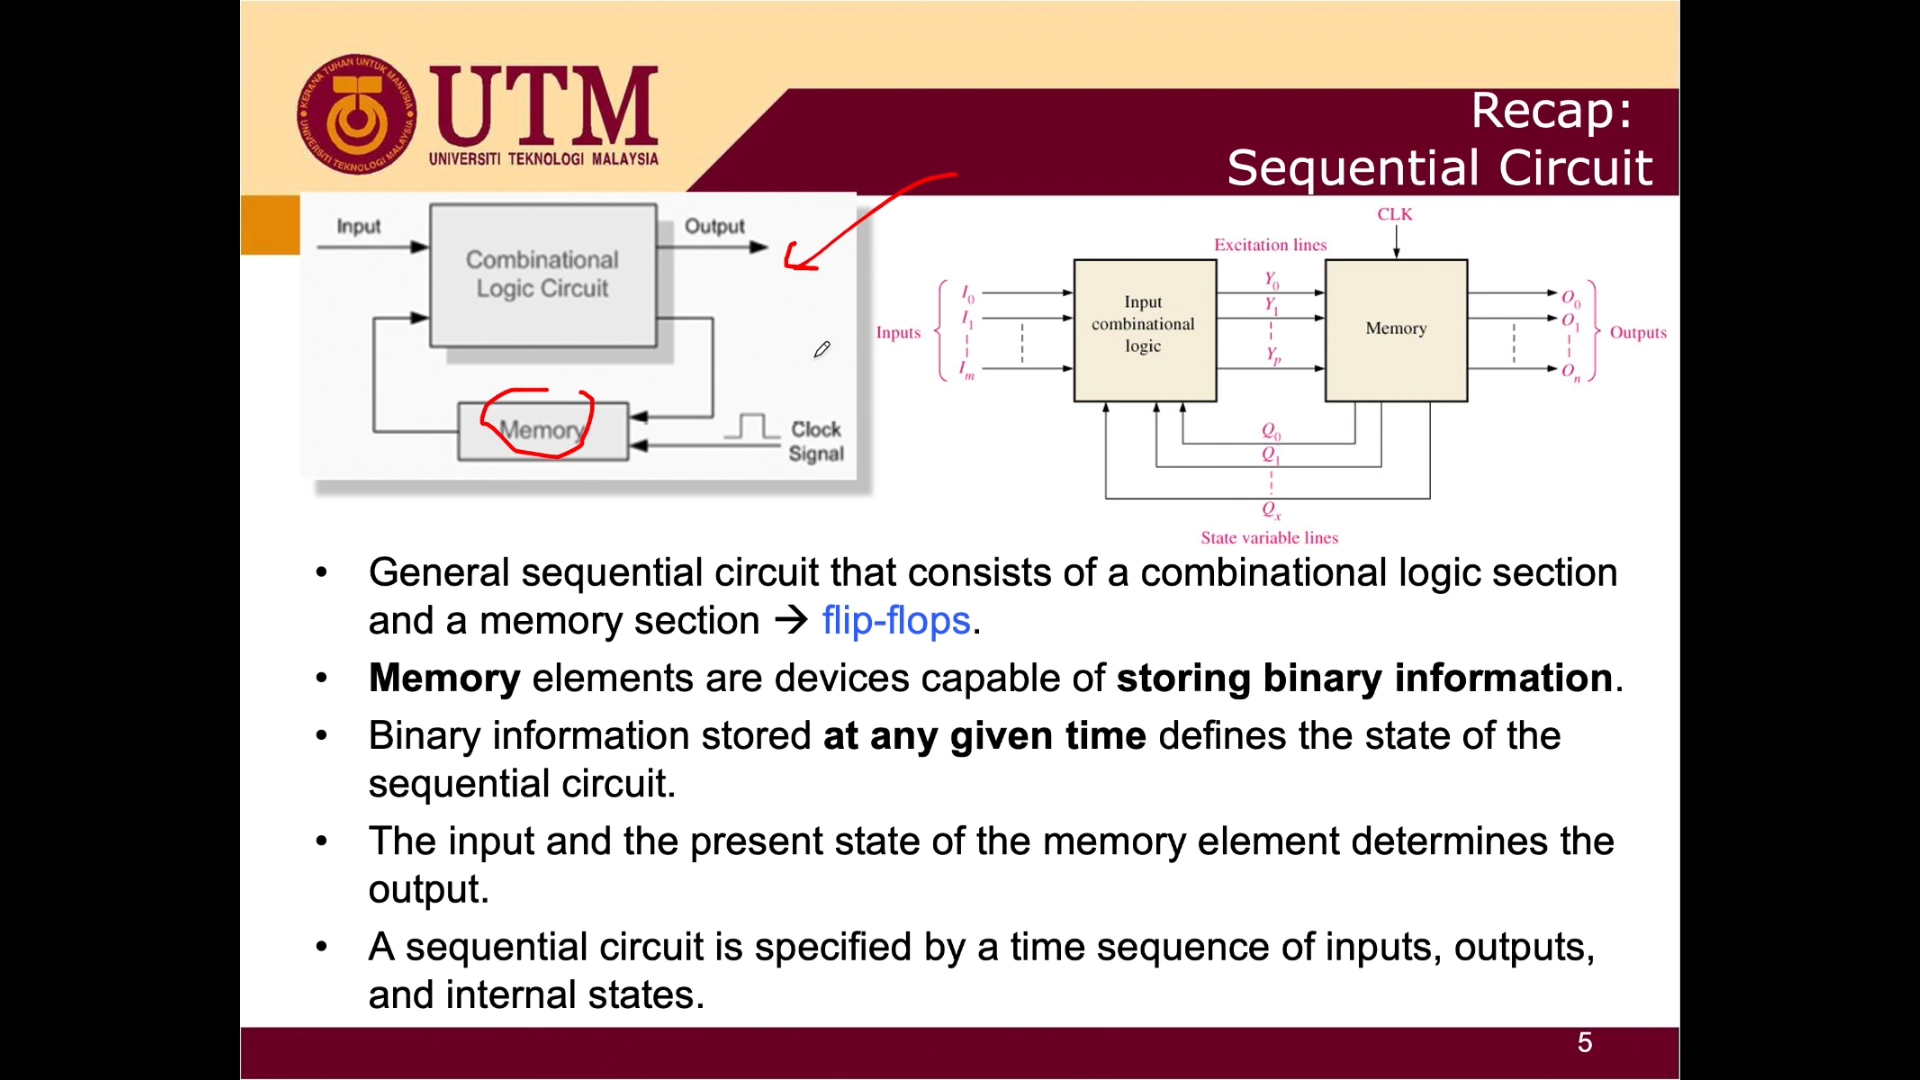 KERANA TUHAN UNTUK MANUSIA
UNIVERSITI TEKNOLOGI MALAYSIA
UTM
UNIVERSITI TEKNOLOGI MALAYSIA
Recap:
Sequential Circuit
Input
Combinational
Logic Circuit
Output
Memory
Clock
Signal
CLK
Excitation lines
Inputs
I0
I1
Im
Input
combinational
logic
Y0
Y1
Yp
Memory
O0
O1
On
Outputs
Q0
Q1
Qx
State variable lines
• General sequential circuit that consists of a combinational logic section
and a memory section → flip-flops.
• Memory elements are devices capable of storing binary information.
• Binary information stored at any given time defines the state of the
sequential circuit.
• The input and the present state of the memory element determines the
output.
• A sequential circuit is specified by a time sequence of inputs, outputs,
and internal states.
5